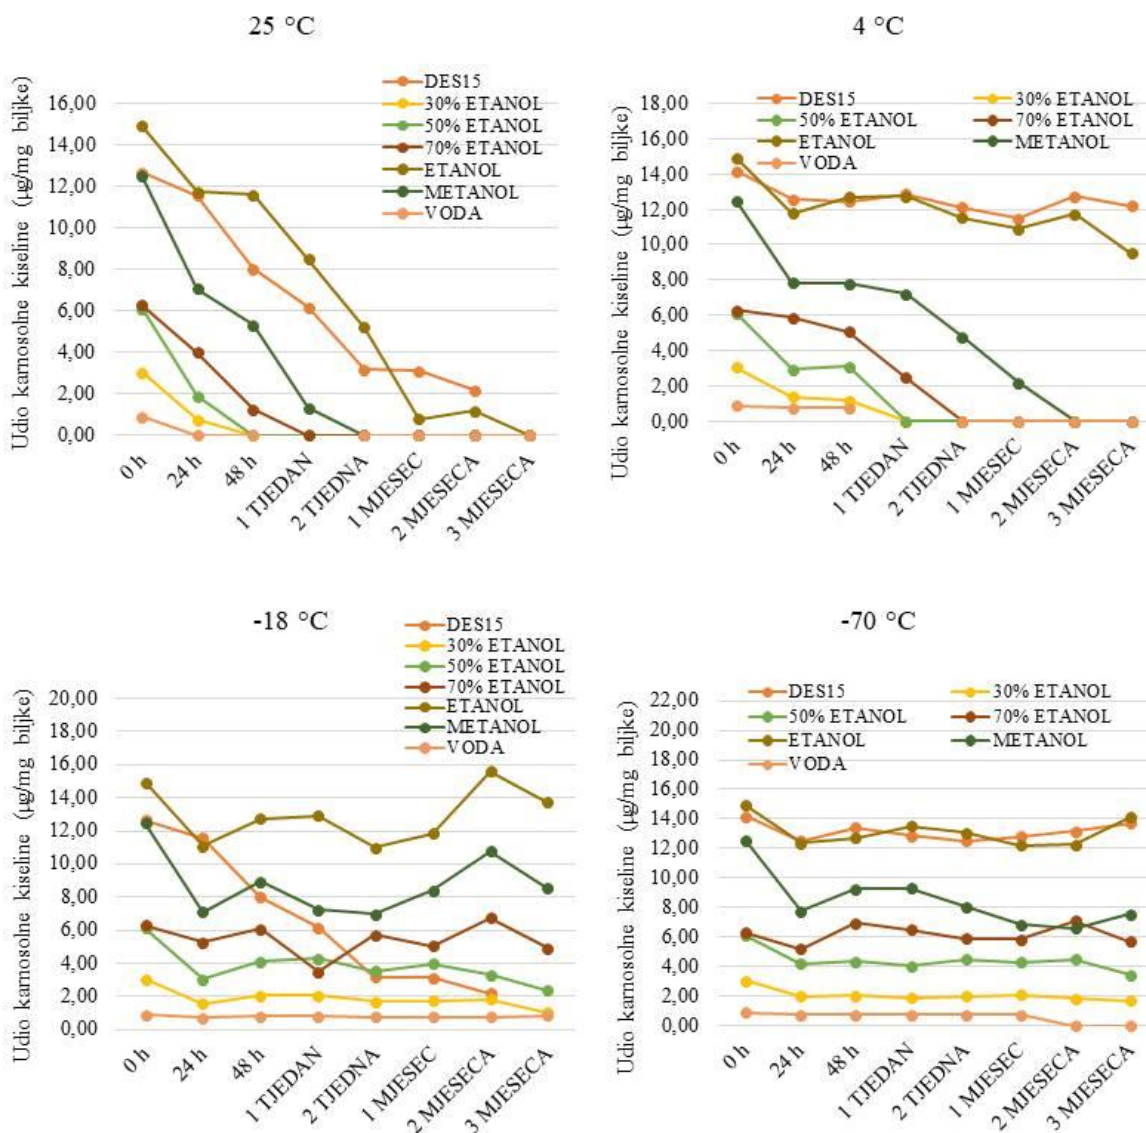 25 °C
Udio karnosolne kiseline (µg/mg biljke)
16,00
14,00
12,00
10,00
8,00
6,00
4,00
2,00
0,00
DES15
30% ETANOL
50% ETANOL
70% ETANOL
ETANOL
METANOL
VODA
0 h
24 h
48 h
1 TJEDAN
2 TJEDNA
1 MJESEC
2 MJESECA
3 MJESECA
4 °C
Udio karnosolne kiseline (µg/mg biljke)
18,00
16,00
14,00
12,00
10,00
8,00
6,00
4,00
2,00
0,00
DES15 30% ETANOL
50% ETANOL 70% ETANOL
ETANOL METANOL
VODA
0 h
24 h
48 h
1 TJEDAN
2 TJEDNA
1 MJESEC
2 MJESECA
3 MJESECA
-18 °C
Udio karnosolne kiseline (µg/mg biljke)
20,00
18,00
16,00
14,00
12,00
10,00
8,00
6,00
4,00
2,00
0,00
DES15
30% ETANOL
50% ETANOL
70% ETANOL
ETANOL
METANOL
VODA
0 h
24 h
48 h
1 TJEDAN
2 TJEDNA
1 MJESEC
2 MJESECA
3 MJESECA
-70 °C
Udio karnosolne kiseline (µg/mg biljke)
22,00
20,00
18,00
16,00
14,00
12,00
10,00
8,00
6,00
4,00
2,00
0,00
DES15 30% ETANOL
50% ETANOL 70% ETANOL
ETANOL METANOL
VODA
0 h
24 h
48 h
1 TJEDAN
2 TJEDNA
1 MJESEC
2 MJESECA
3 MJESECA